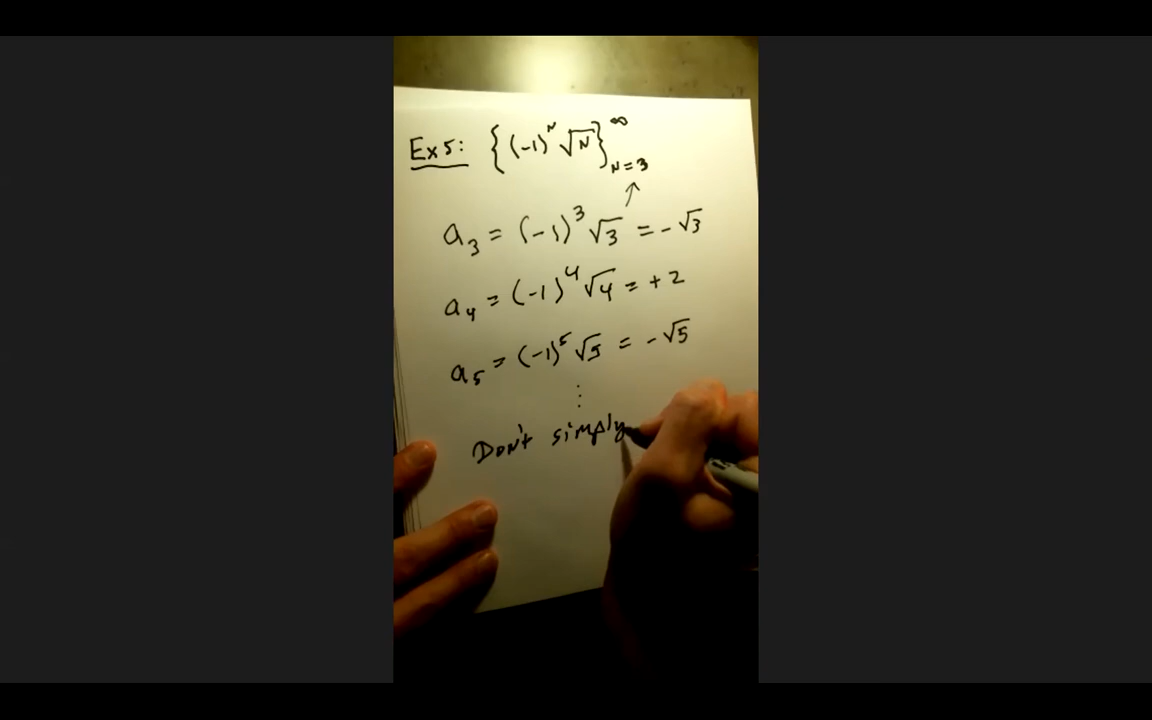 Ex 5: {(-1)^N √N}_{N=3}^∞
↑
a_3 = (-1)^3 √3 = -√3
a_4 = (-1)^4 √4 = +2
a_5 = (-1)^5 √5 = -√5
⋮
Don't simply